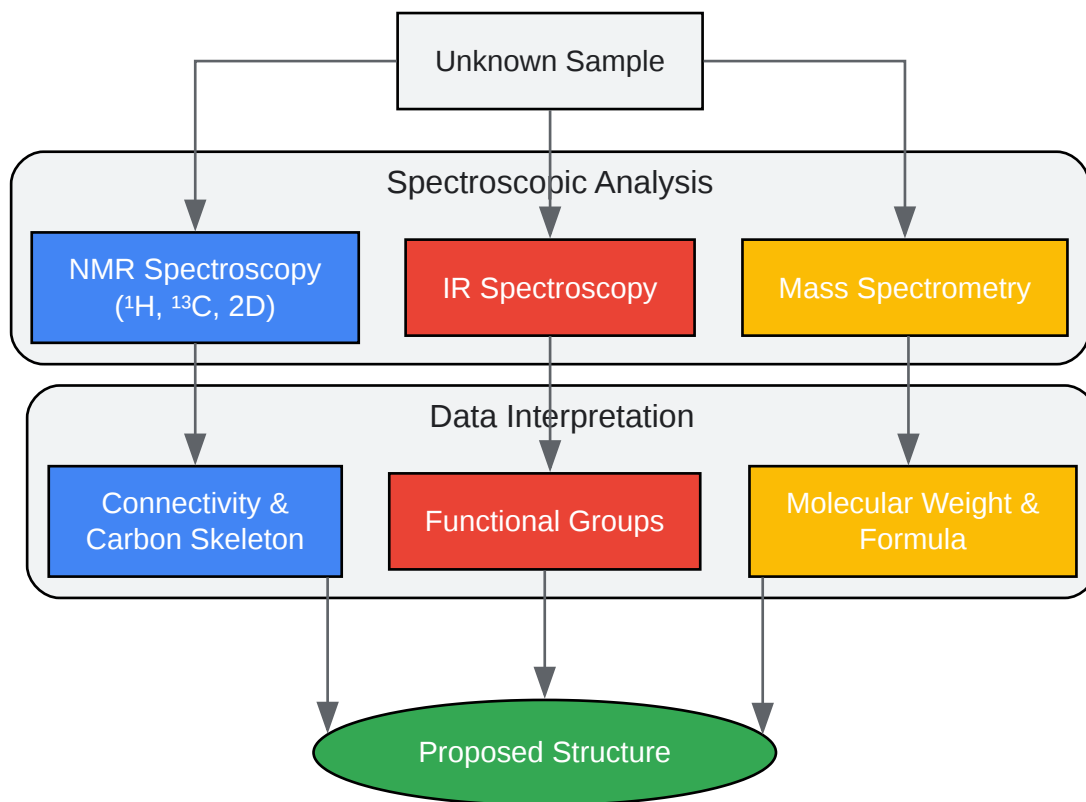 Unknown Sample
Spectroscopic Analysis
NMR Spectroscopy
(¹H, ¹³C, 2D)
IR Spectroscopy
Mass Spectrometry
Data Interpretation
Connectivity &
Carbon Skeleton
Functional Groups
Molecular Weight &
Formula
Proposed Structure